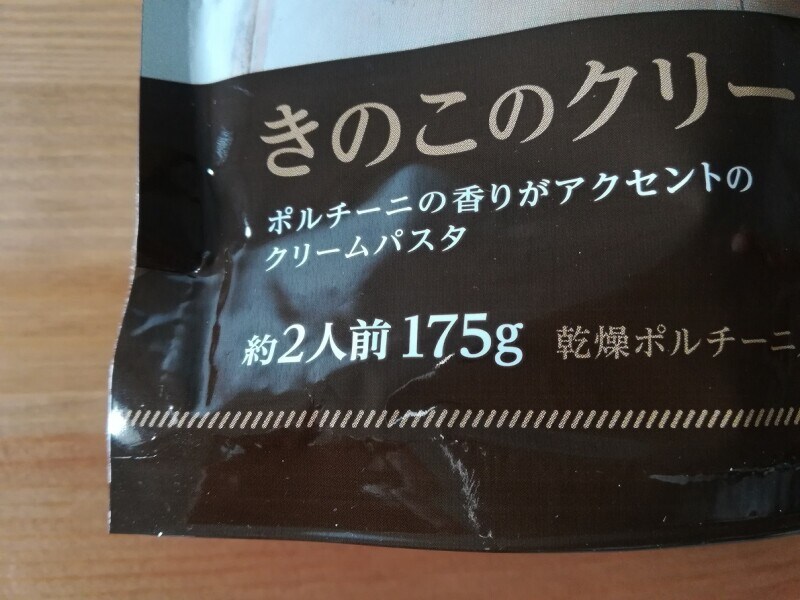 きのこのクリー
ポルチーニの香りがアクセントの
クリームパスタ
約2人前 175g 乾燥ポルチーニ